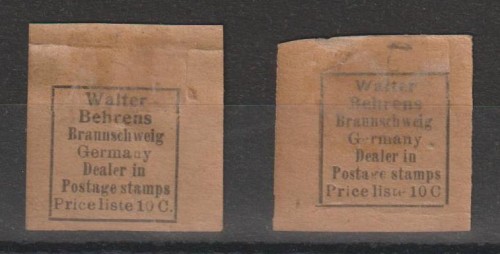 Walter
Behrens
Braunschweig
Germany
Dealer in
Postage stamps
Price liste 10 C.
Walter
Behrens
Braunschweig
Germany
Dealer in
Postage stamps
Price liste 10 C